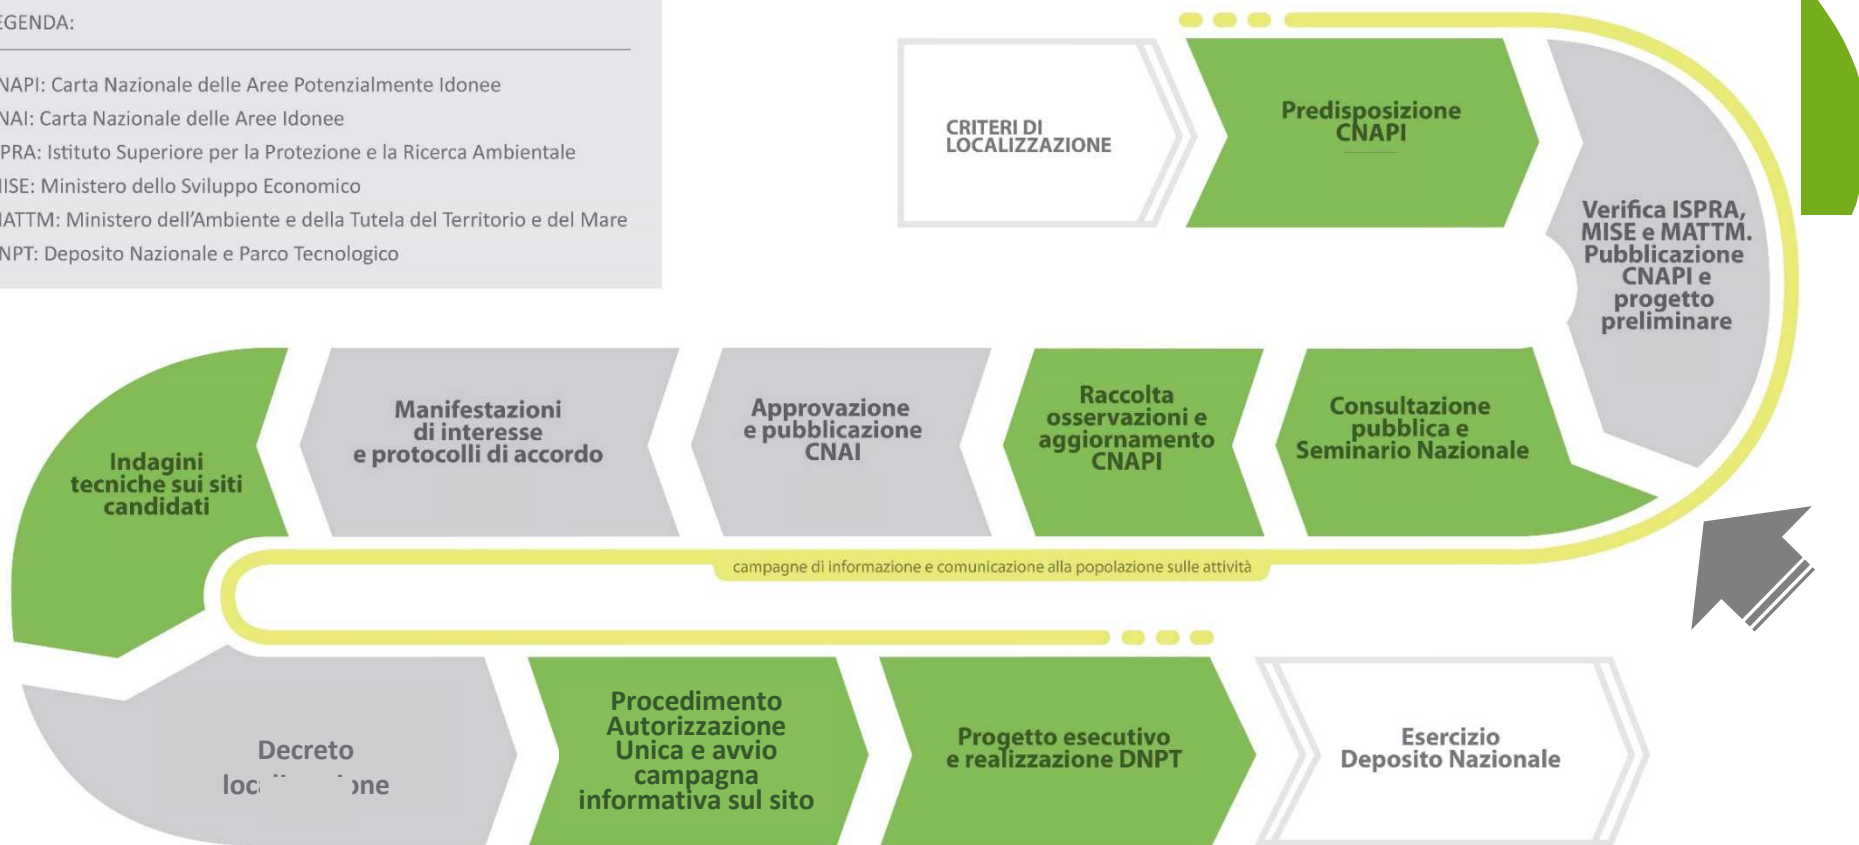 EGENDA:
NAPI: Carta Nazionale delle Aree Potenzialmente Idonee
NAI: Carta Nazionale delle Aree Idonee
PRA: Istituto Superiore per la Protezione e la Ricerca Ambientale
IISE: Ministero dello Sviluppo Economico
IATTM: Ministero dell'Ambiente e della Tutela del Territorio e del Mare
NPT: Deposito Nazionale e Parco Tecnologico
CRITERI DI
LOCALIZZAZIONE
Predisposizione
CNAPI
Verifica ISPRA,
MISE e MATTM.
Pubblicazione
CNAPI e
progetto
preliminare
Consultazione
pubblica e
Seminario Nazionale
Raccolta
osservazioni e
aggiornamento
CNAPI
Approvazione
e pubblicazione
CNAI
Manifestazioni
di interesse
e protocolli di accordo
Indagini
tecniche sui siti
candidati
campagne di informazione e comunicazione alla popolazione sulle attività
Decreto
Procedimento
Autorizzazione
Unica e avvio
campagna
informativa sul sito
Progetto esecutivo
e realizzazione DNPT
Esercizio
Deposito Nazionale